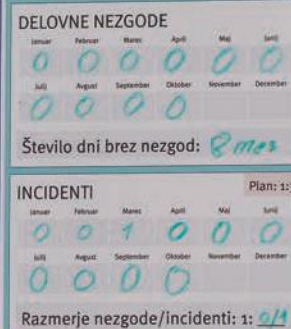 DELOVNE NEZGODE
Januar Februar Marec April Maj Junij
0 0 0 0 0 0
Julij Avgust September Oktober November December
0 0 0 0
Število dni brez nezgod: 8 mes
INCIDENTI Plan: 1:
Januar Februar Marec April Maj Junij
0 0 1 0 0 0
Julij Avgust September Oktober November December
0 0 0 0
Razmerje nezgode/incidenti: 1: 0/1